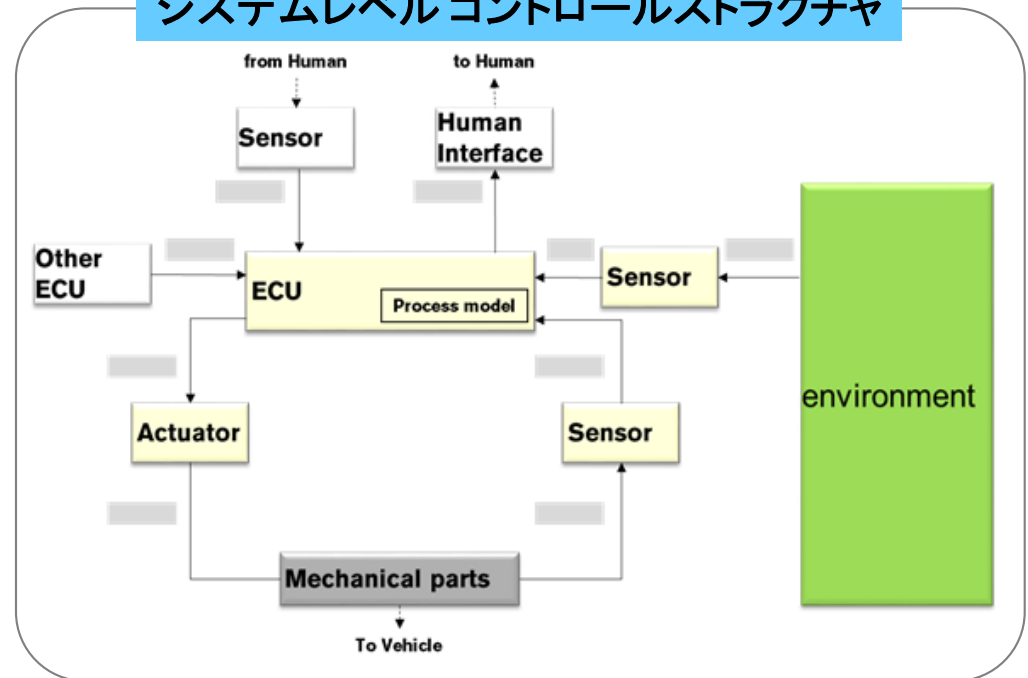 システムレベル コントロールストラクチャ
from Human
to Human
Sensor
Human
Interface
Other
ECU
ECU
Process model
Sensor
environment
Actuator
Sensor
Mechanical parts
To Vehicle